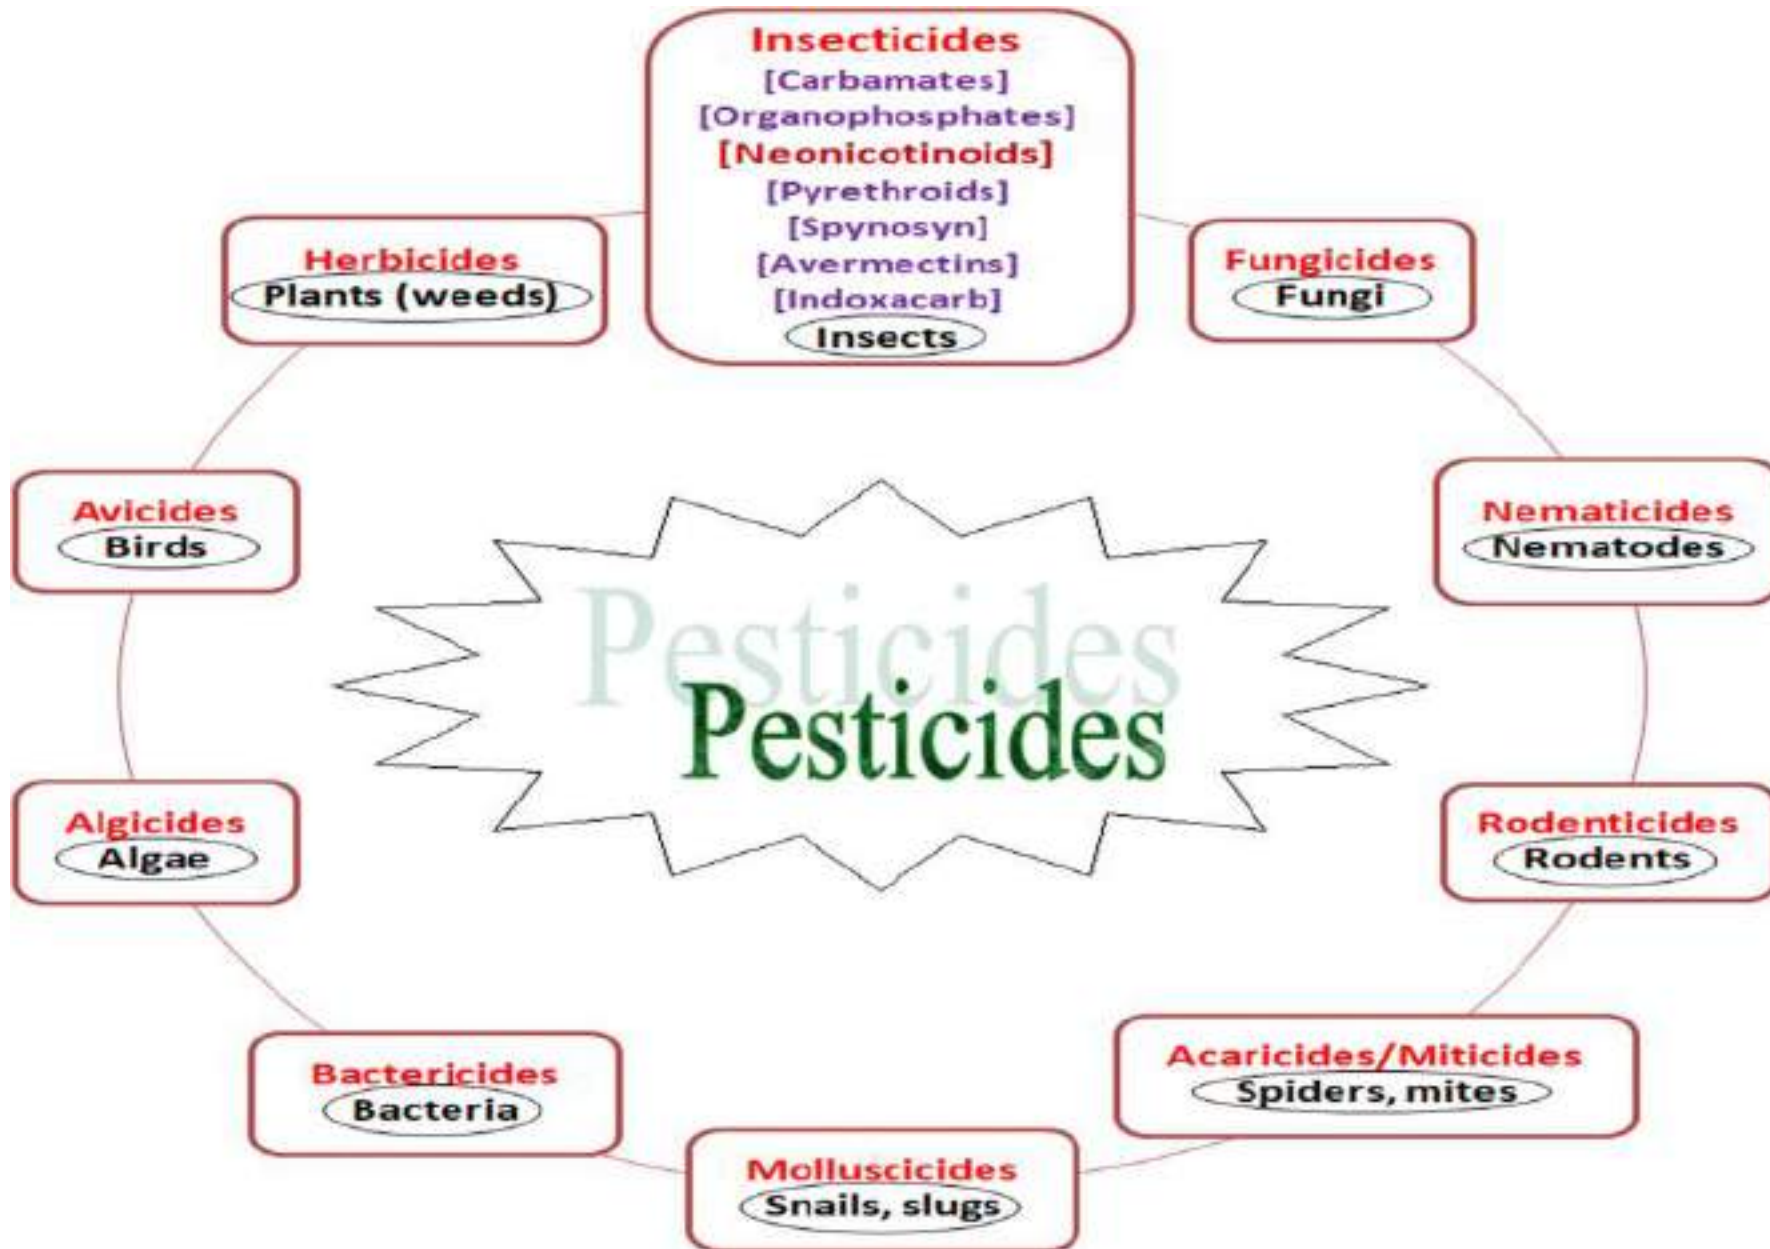 Insecticides
[Carbamates]
[Organophosphates]
[Neonicotinoids]
[Pyrethroids]
[Spynosyn]
[Avermectins]
[Indoxacarb]
Insects
Herbicides
Plants (weeds)
Fungicides
Fungi
Avicides
Birds
Nematicides
Nematodes
Pesticides
Pesticides
Algicides
Algae
Rodenticides
Rodents
Bactericides
Bacteria
Acaricides/Miticides
Spiders, mites
Molluscicides
Snails, slugs